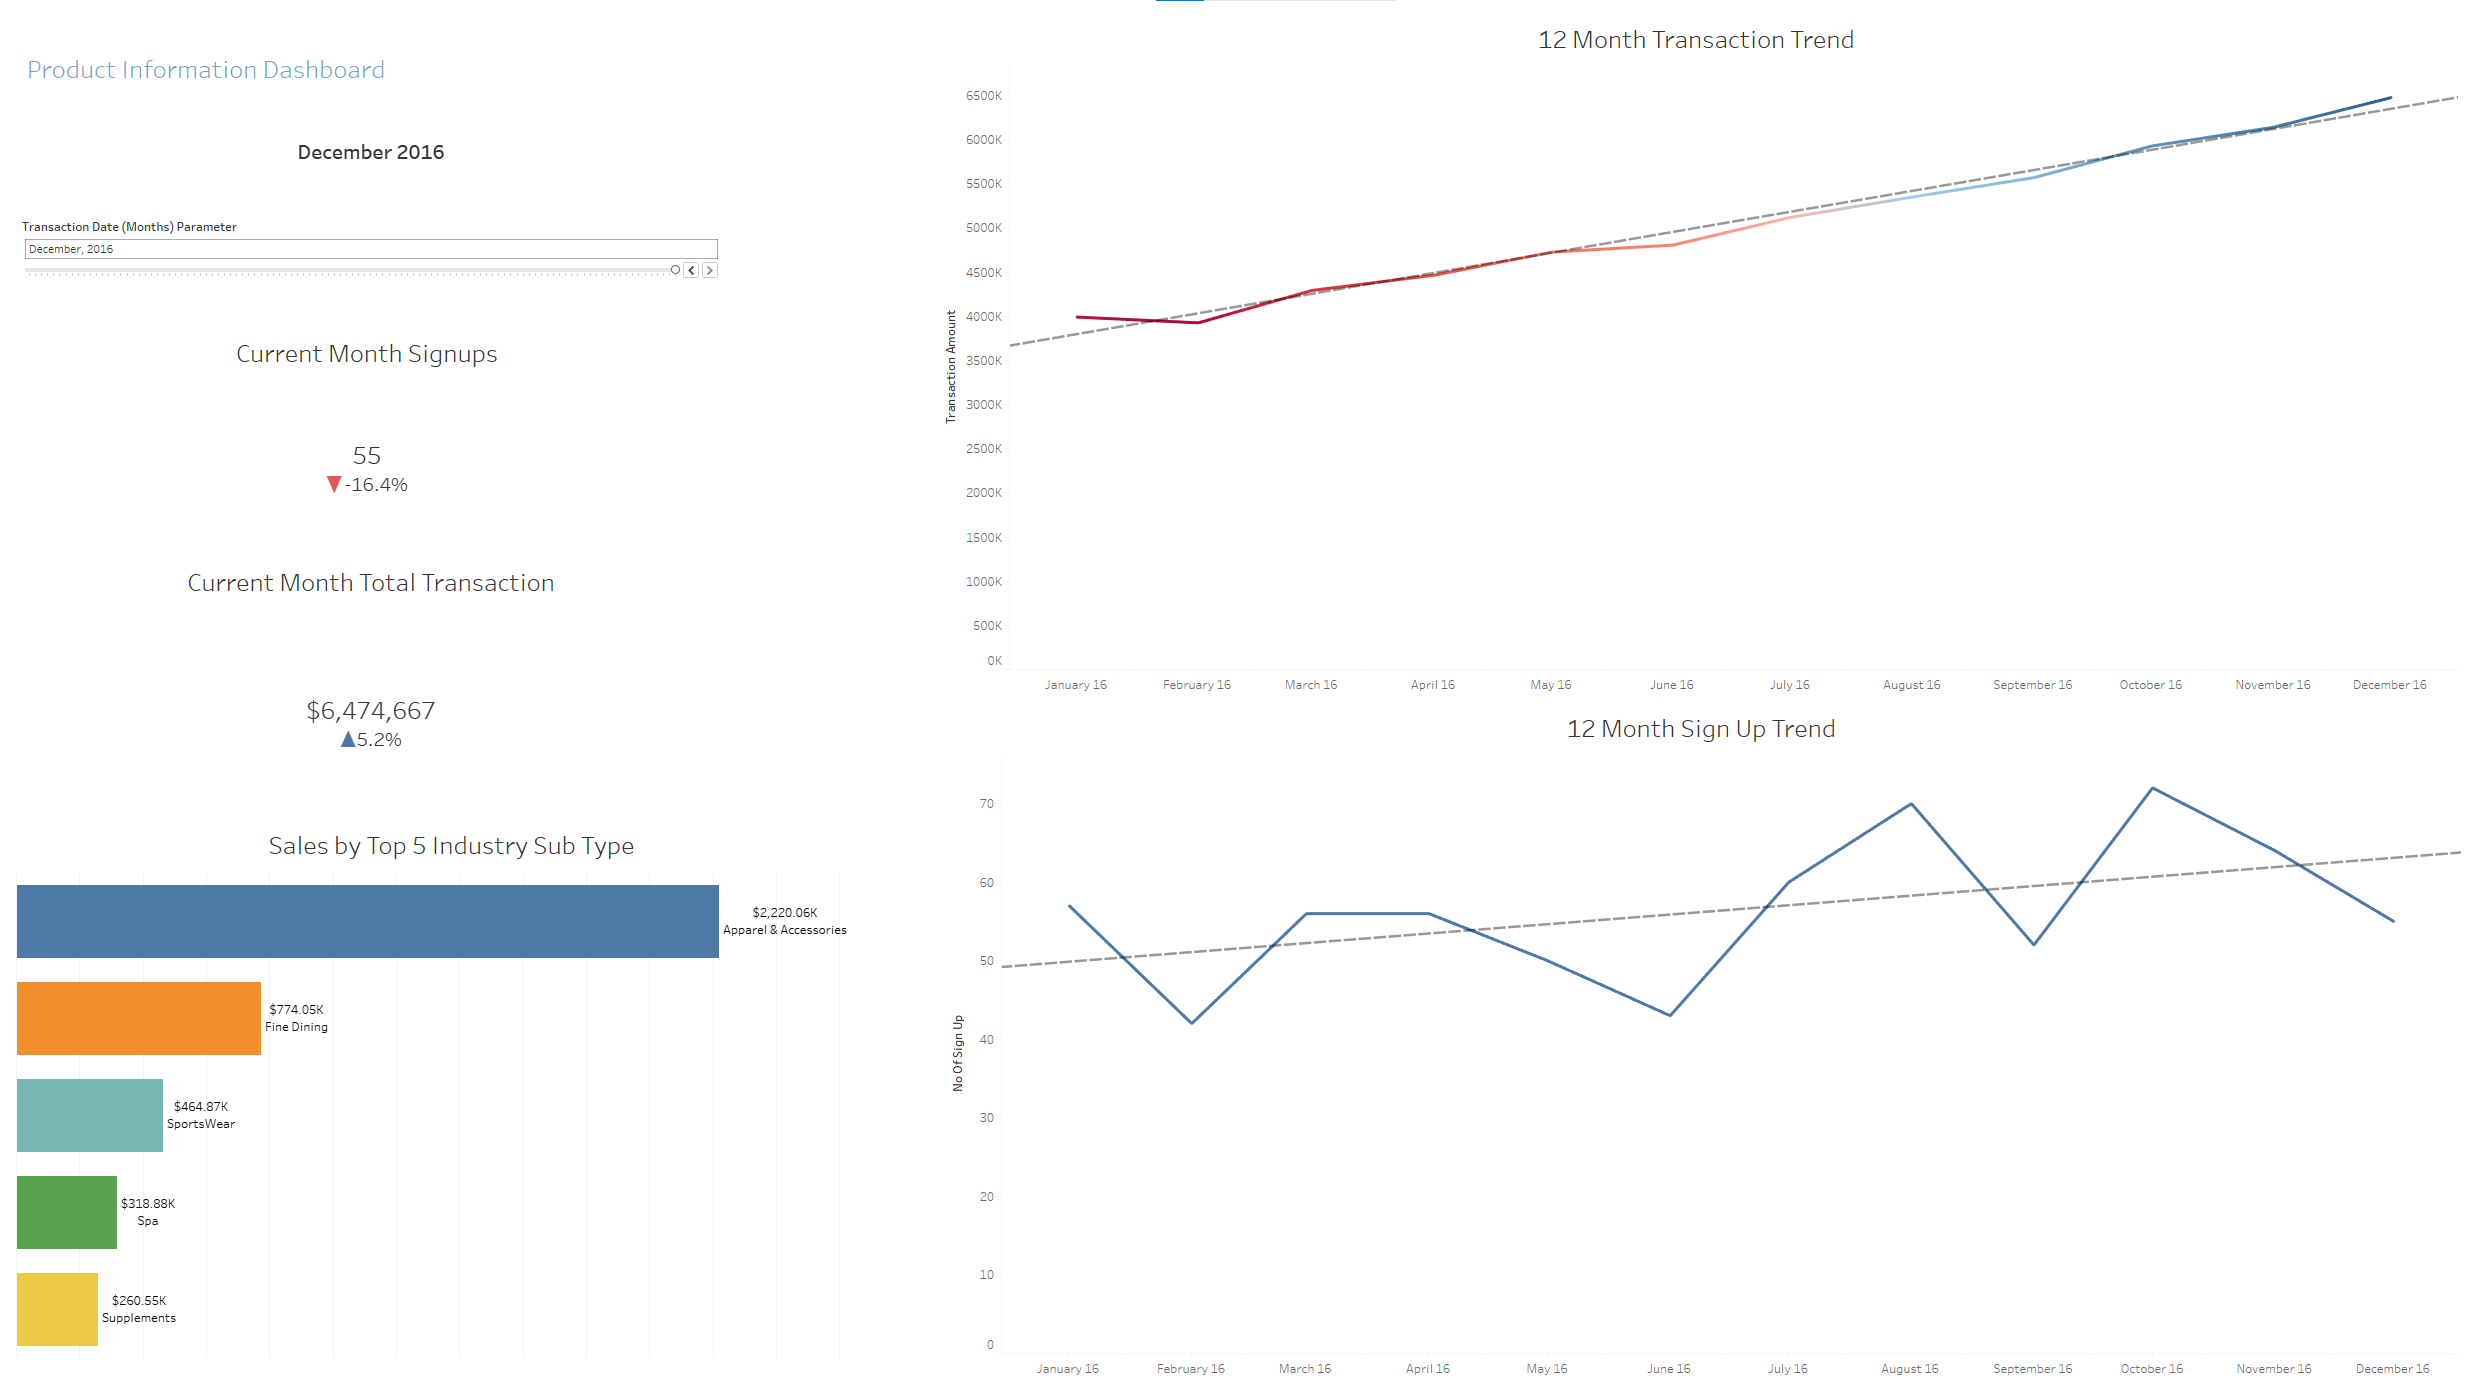 Product Information Dashboard
December 2016
Transaction Date (Months) Parameter
December, 2016
Current Month Signups
55
▼-16.4%
Current Month Total Transaction
$6,474,667
▲5.2%
Sales by Top 5 Industry Sub Type
$2,220.06K
Apparel & Accessories
$774.05K
Fine Dining
$464.87K
SportsWear
$318.88K
Spa
$260.55K
Supplements
12 Month Transaction Trend
Transaction Amount
6500K
6000K
5500K
5000K
4500K
4000K
3500K
3000K
2500K
2000K
1500K
1000K
500K
0K
January 16 February 16 March 16 April 16 May 16 June 16 July 16 August 16 September 16 October 16 November 16 December 16
12 Month Sign Up Trend
No Of Sign Up
70
60
50
40
30
20
10
0
January 16 February 16 March 16 April 16 May 16 June 16 July 16 August 16 September 16 October 16 November 16 December 16